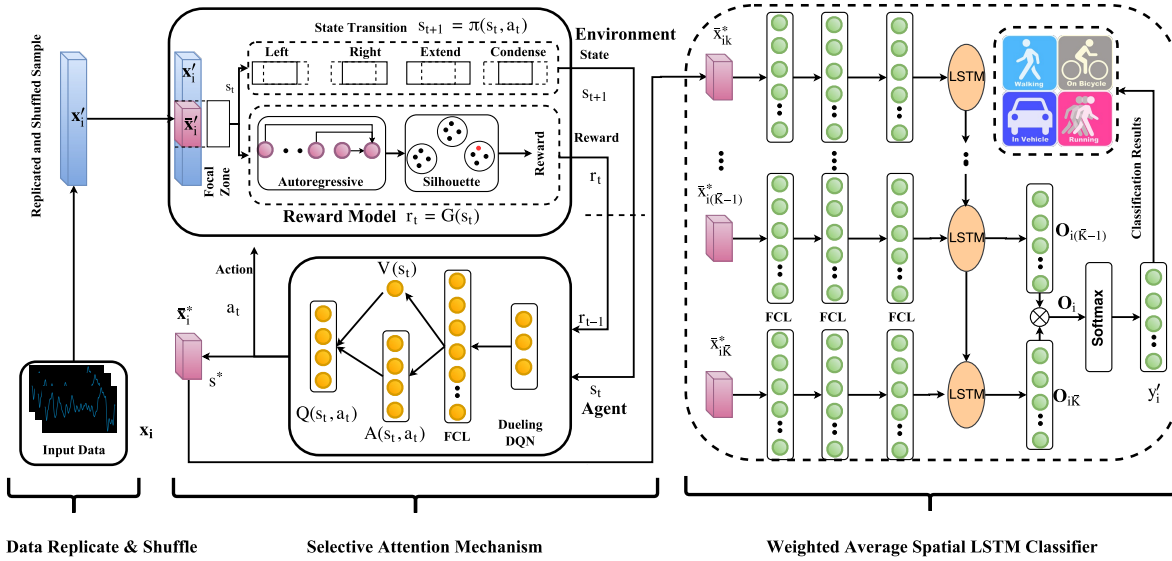 Replicated and Shuffled Sample
x′i
Input Data
xi
State Transition sₜ₊₁ = π(sₜ, aₜ)
Left
Right
Extend
Condense
x′i
x̄′i
Focal
Zone
sₜ
Autoregressive
Silhouette
Reward
Reward Model rₜ = G(sₜ)
Environment
State
sₜ₊₁
Reward
rₜ
Action
aₜ
x̄*i
s*
V(sₜ)
Q(sₜ, aₜ)
A(sₜ, aₜ)
FCL
Dueling
DQN
rₜ₋₁
sₜ
Agent
x̄*ik
LSTM
Walking
On Bicycle
In Vehicle
Running
x̄*i(K̄−1)
LSTM
FCL
FCL
FCL
Oi(K̄−1)
Oi
Softmax
Classification Results
x̄*iK̄
LSTM
OiK̄
y′i
Data Replicate & Shuffle
Selective Attention Mechanism
Weighted Average Spatial LSTM Classifier